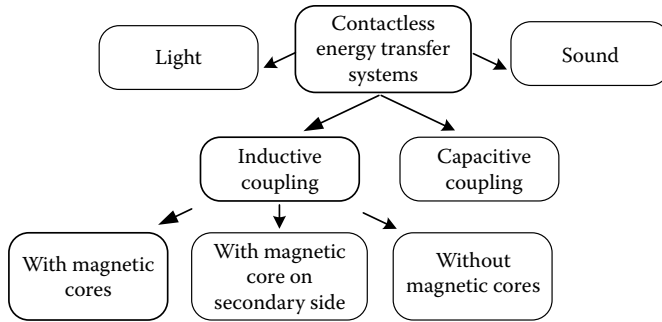 Contactless
energy transfer
systems
Light
Sound
Inductive
coupling
Capacitive
coupling
With magnetic
cores
With magnetic
core on
secondary side
Without
magnetic cores